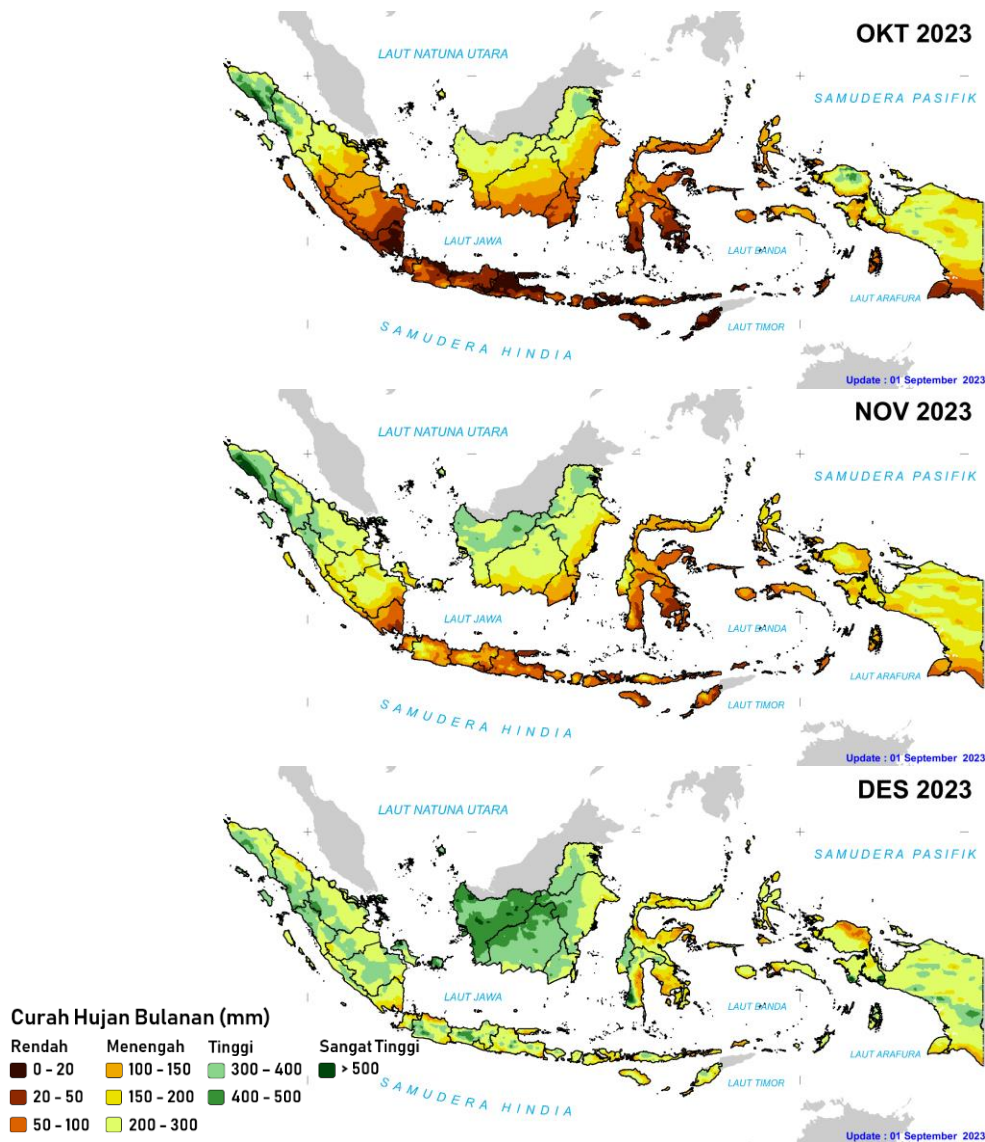 OKT 2023
LAUT NATUNA UTARA
SAMUDERA PASIFIK
LAUT JAWA
LAUT BANDA
LAUT ARAFURA
LAUT TIMOR
SAMUDERA HINDIA
Update : 01 September 2023
NOV 2023
LAUT NATUNA UTARA
SAMUDERA PASIFIK
LAUT JAWA
LAUT BANDA
LAUT ARAFURA
LAUT TIMOR
SAMUDERA HINDIA
Update : 01 September 2023
DES 2023
LAUT NATUNA UTARA
SAMUDERA PASIFIK
LAUT JAWA
LAUT BANDA
LAUT ARAFURA
LAUT TIMOR
SAMUDERA HINDIA
Update : 01 September 2023
Curah Hujan Bulanan (mm)
Rendah Menengah Tinggi Sangat Tinggi
0 - 20 100 - 150 300 - 400 > 500
20 - 50 150 - 200 400 - 500
50 - 100 200 - 300